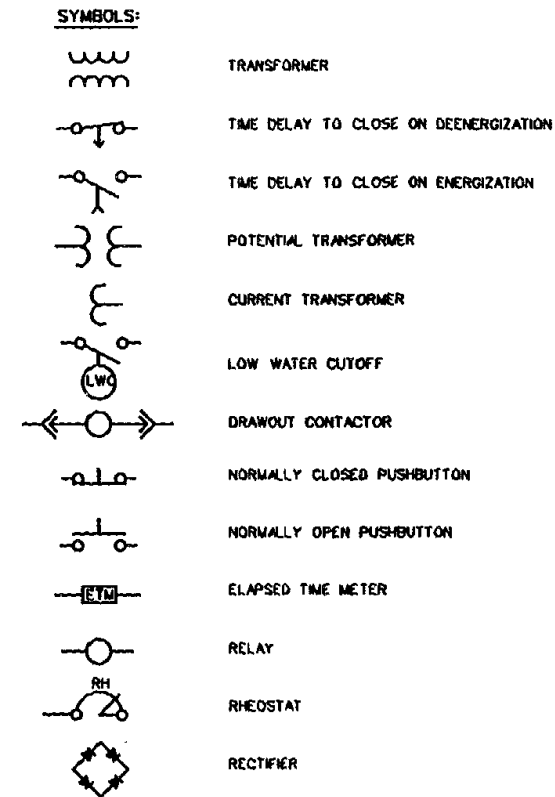 SYMBOLS:
TRANSFORMER
TIME DELAY TO CLOSE ON DEENERGIZATION
TIME DELAY TO CLOSE ON ENERGIZATION
POTENTIAL TRANSFORMER
CURRENT TRANSFORMER
LWC LOW WATER CUTOFF
DRAWOUT CONTACTOR
NORMALLY CLOSED PUSHBUTTON
NORMALLY OPEN PUSHBUTTON
ETM ELAPSED TIME METER
RELAY
RH
RHEOSTAT
RECTIFIER